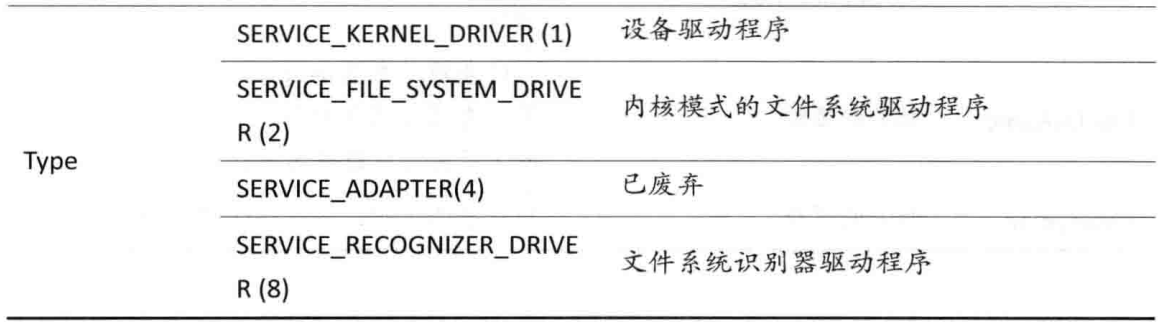 SERVICE_KERNEL_DRIVER (1) 设备驱动程序
SERVICE_FILE_SYSTEM_DRIVE
R (2)
内核模式的文件系统驱动程序
Type
SERVICE_ADAPTER(4) 已废弃
SERVICE_RECOGNIZER_DRIVE
R (8)
文件系统识别器驱动程序